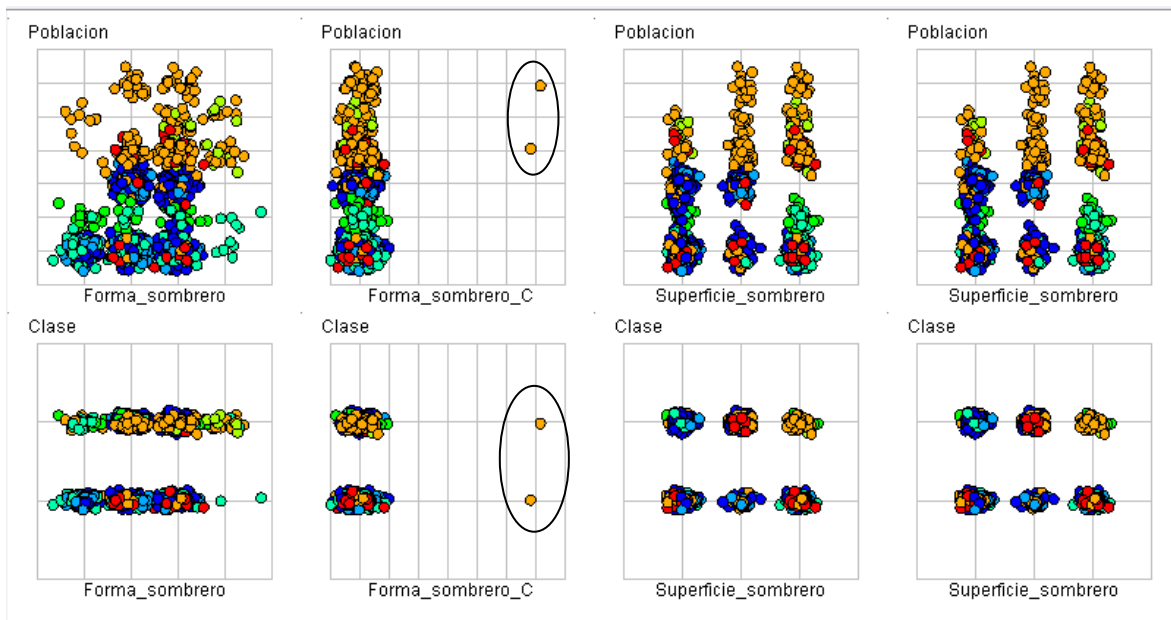 Poblacion Poblacion Poblacion Poblacion
Forma_sombrero Forma_sombrero_C Superficie_sombrero Superficie_sombrero
Clase Clase Clase Clase
Forma_sombrero Forma_sombrero_C Superficie_sombrero Superficie_sombrero